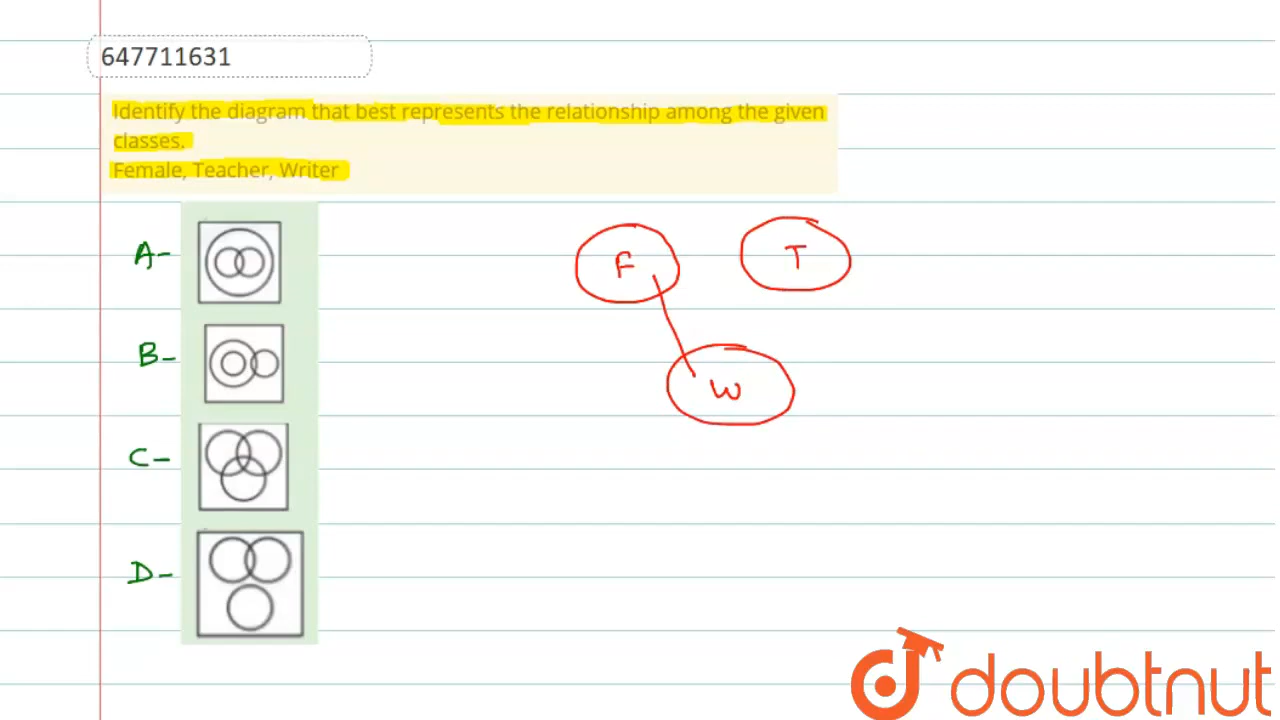 647711631
Identify the diagram that best represents the relationship among the given
classes.
Female, Teacher, Writer
A-
B-
C-
D-
F
T
W
doubtnut